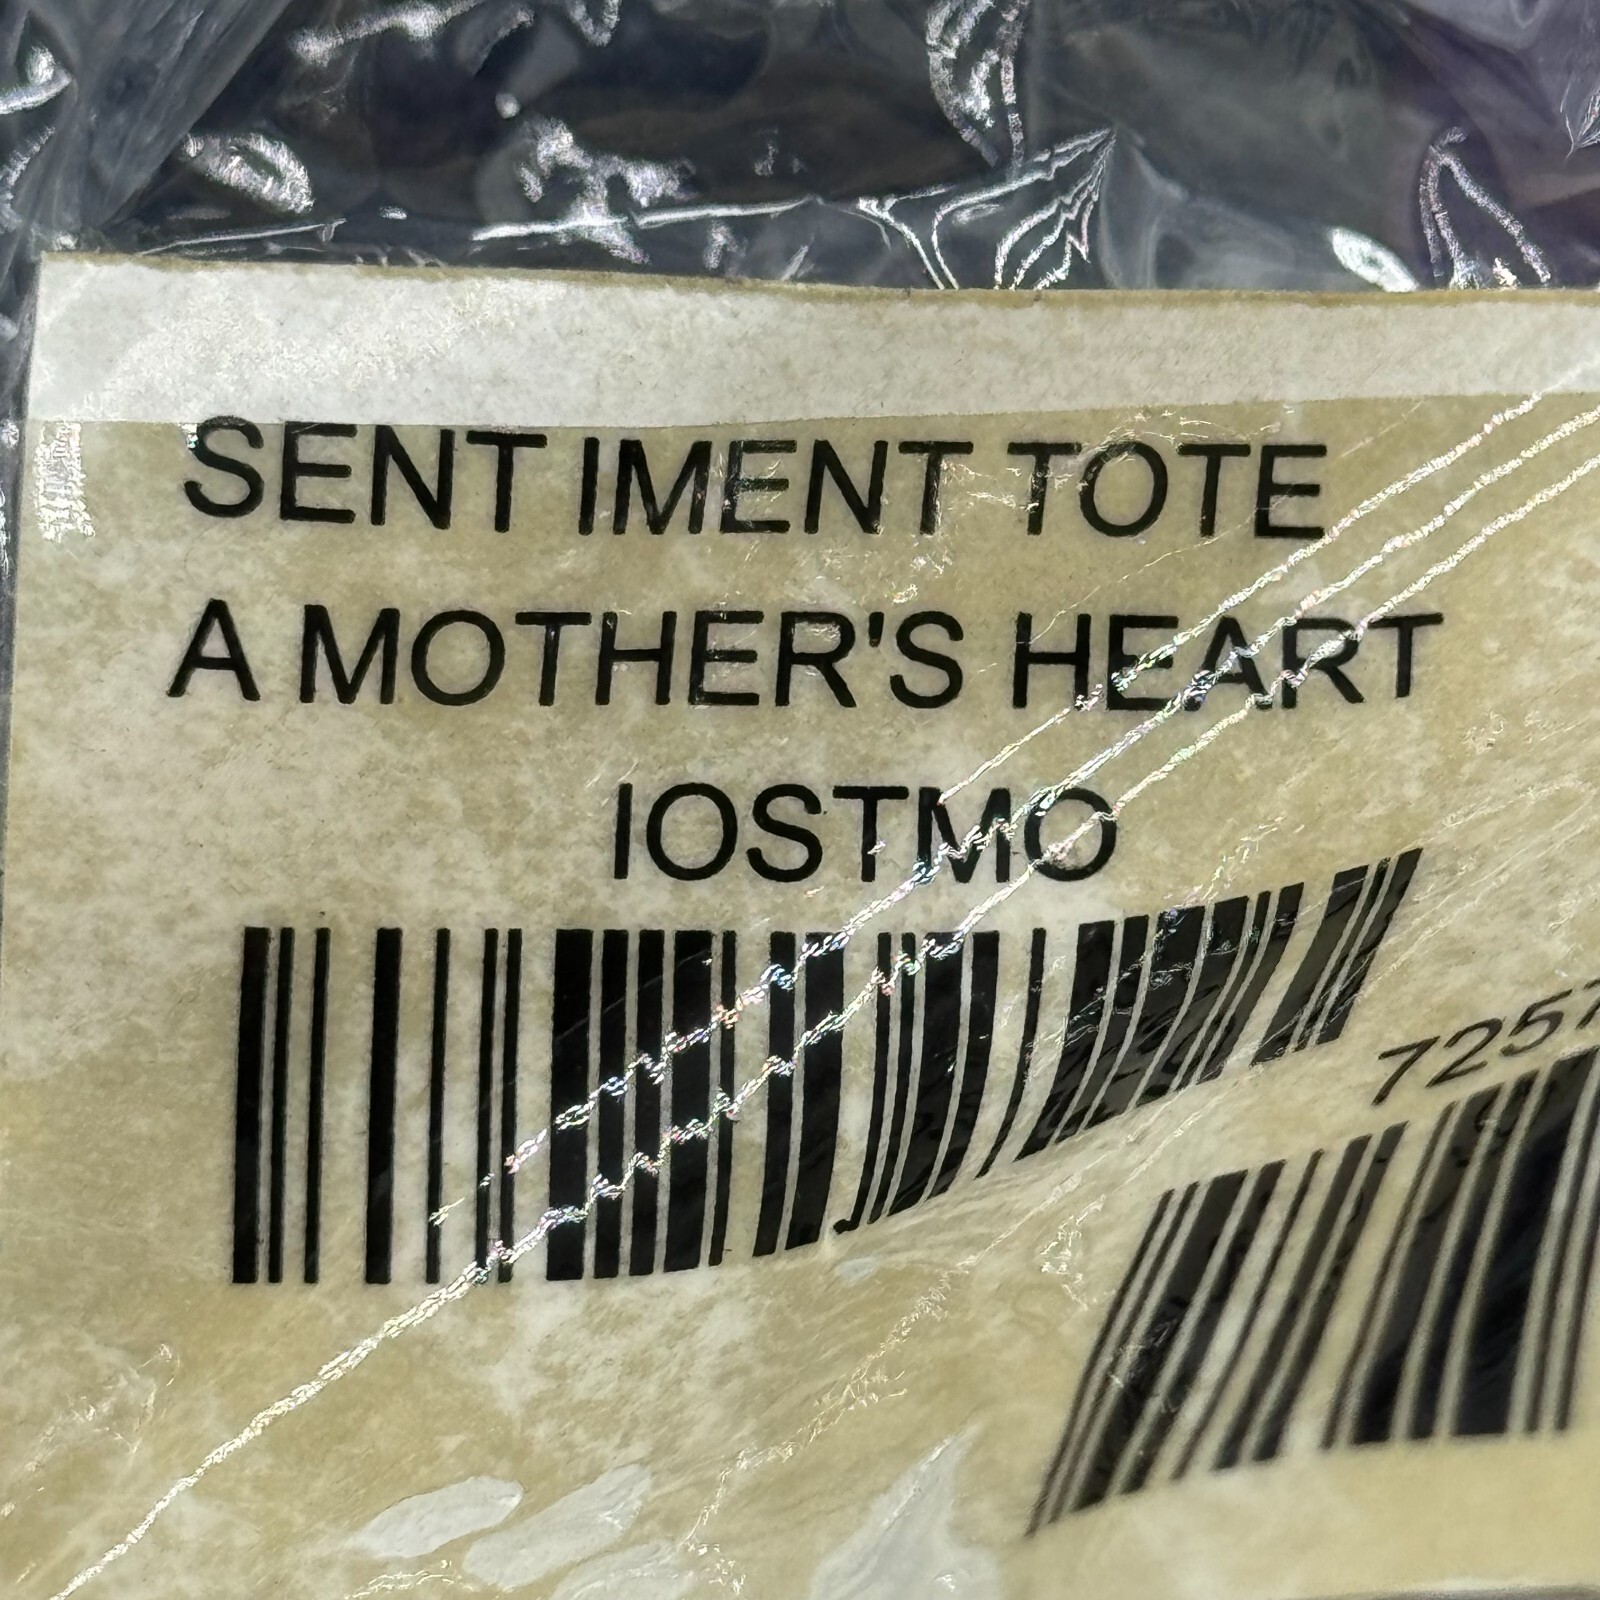 SENT IMENT TOTE
A MOTHER'S HEART
IOSTMO
7257